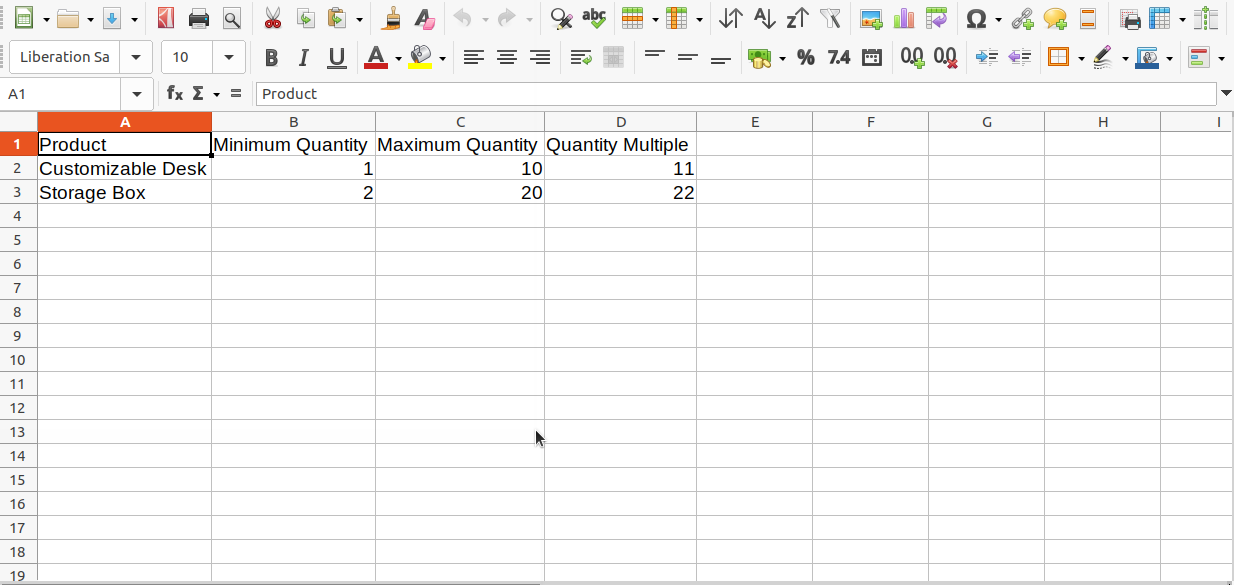 abc
Liberation Sa 10 B I U A % 7.4 0.0 0.0
A1 fx Σ = Product
A B C D E F G H I
1 Product Minimum Quantity Maximum Quantity Quantity Multiple
2 Customizable Desk 1 10 11
3 Storage Box 2 20 22
4
5
6
7
8
9
10
11
12
13
14
15
16
17
18
19